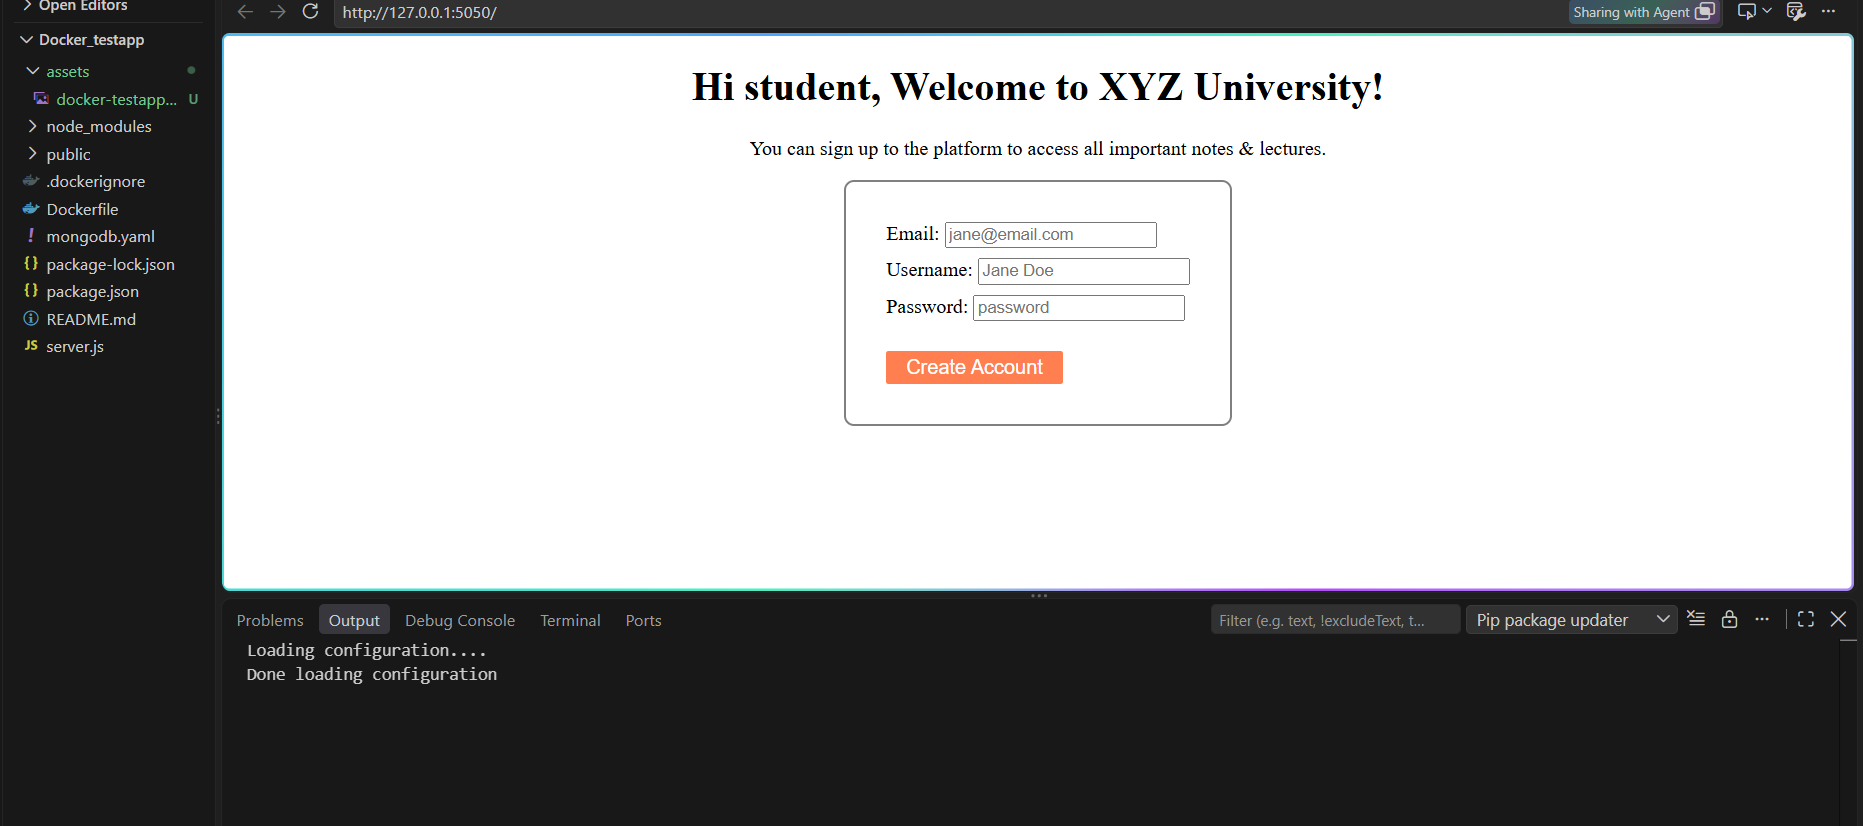 Open Editors
Docker_testapp
assets
docker-testapp... U
node_modules
public
.dockerignore
Dockerfile
! mongodb.yaml
{} package-lock.json
{} package.json
README.md
JS server.js
http://127.0.0.1:5050/
Sharing with Agent
Hi student, Welcome to XYZ University!
You can sign up to the platform to access all important notes & lectures.
Email: jane@email.com
Username: Jane Doe
Password: password
Create Account
Problems Output Debug Console Terminal Ports
Filter (e.g. text, !excludeText, t... Pip package updater
Loading configuration....
Done loading configuration